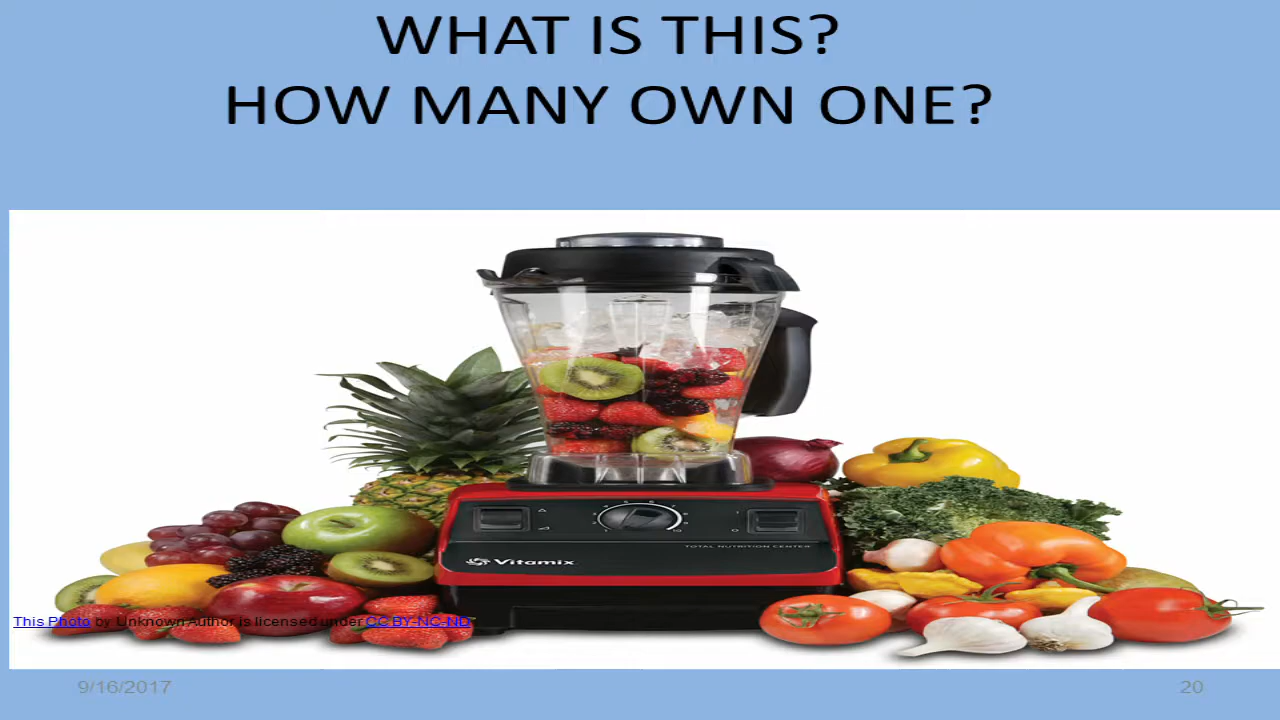 WHAT IS THIS?
HOW MANY OWN ONE?
TOTAL NUTRITION CENTER
Vitamix
This Photo by Unknown Author is licensed under CC BY-NC-ND
9/16/2017
20